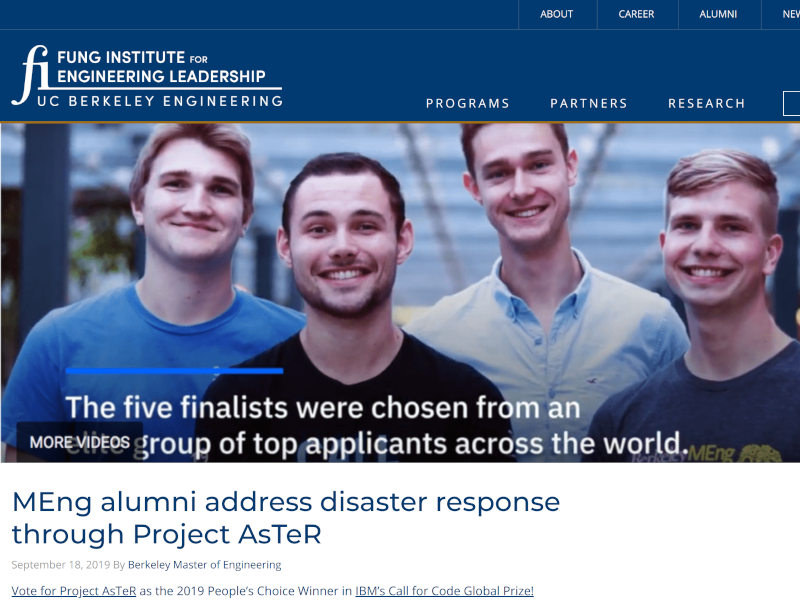 ABOUT CAREER ALUMNI NEW
FUNG INSTITUTE FOR
ENGINEERING LEADERSHIP
UC BERKELEY ENGINEERING
PROGRAMS PARTNERS RESEARCH
The five finalists were chosen from an
elite group of top applicants across the world.
MORE VIDEOS
Berkeley MEng
MEng alumni address disaster response
through Project AsTeR
September 18, 2019 By Berkeley Master of Engineering
Vote for Project AsTeR as the 2019 People's Choice Winner in IBM's Call for Code Global Prize!